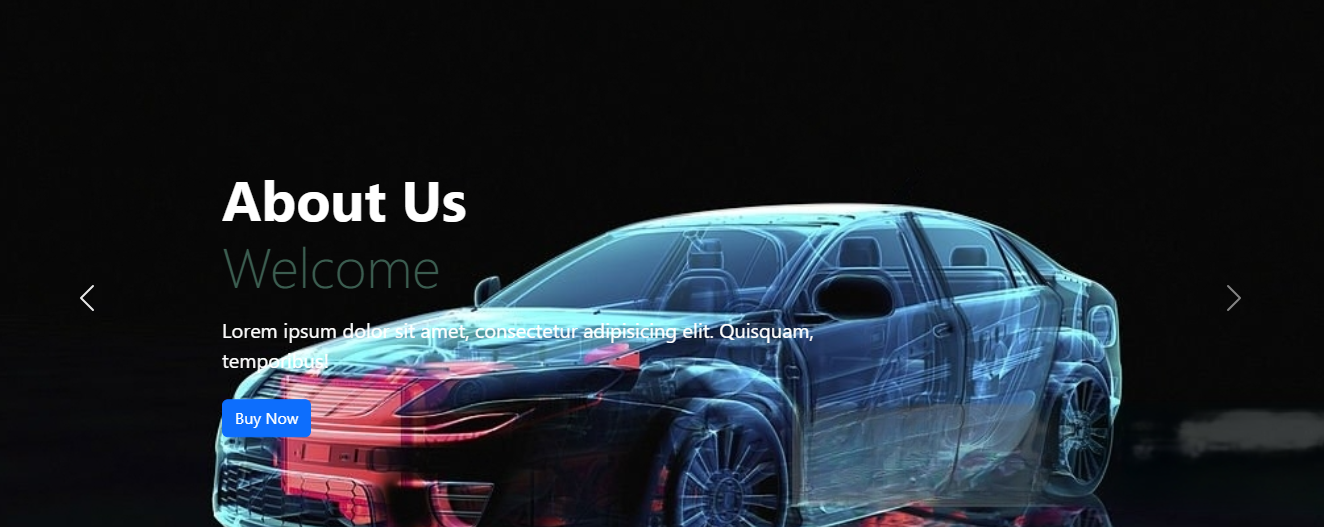 About Us
Welcome
Lorem ipsum dolor sit amet, consectetur adipisicing elit. Quisquam,
temporibus!
Buy Now